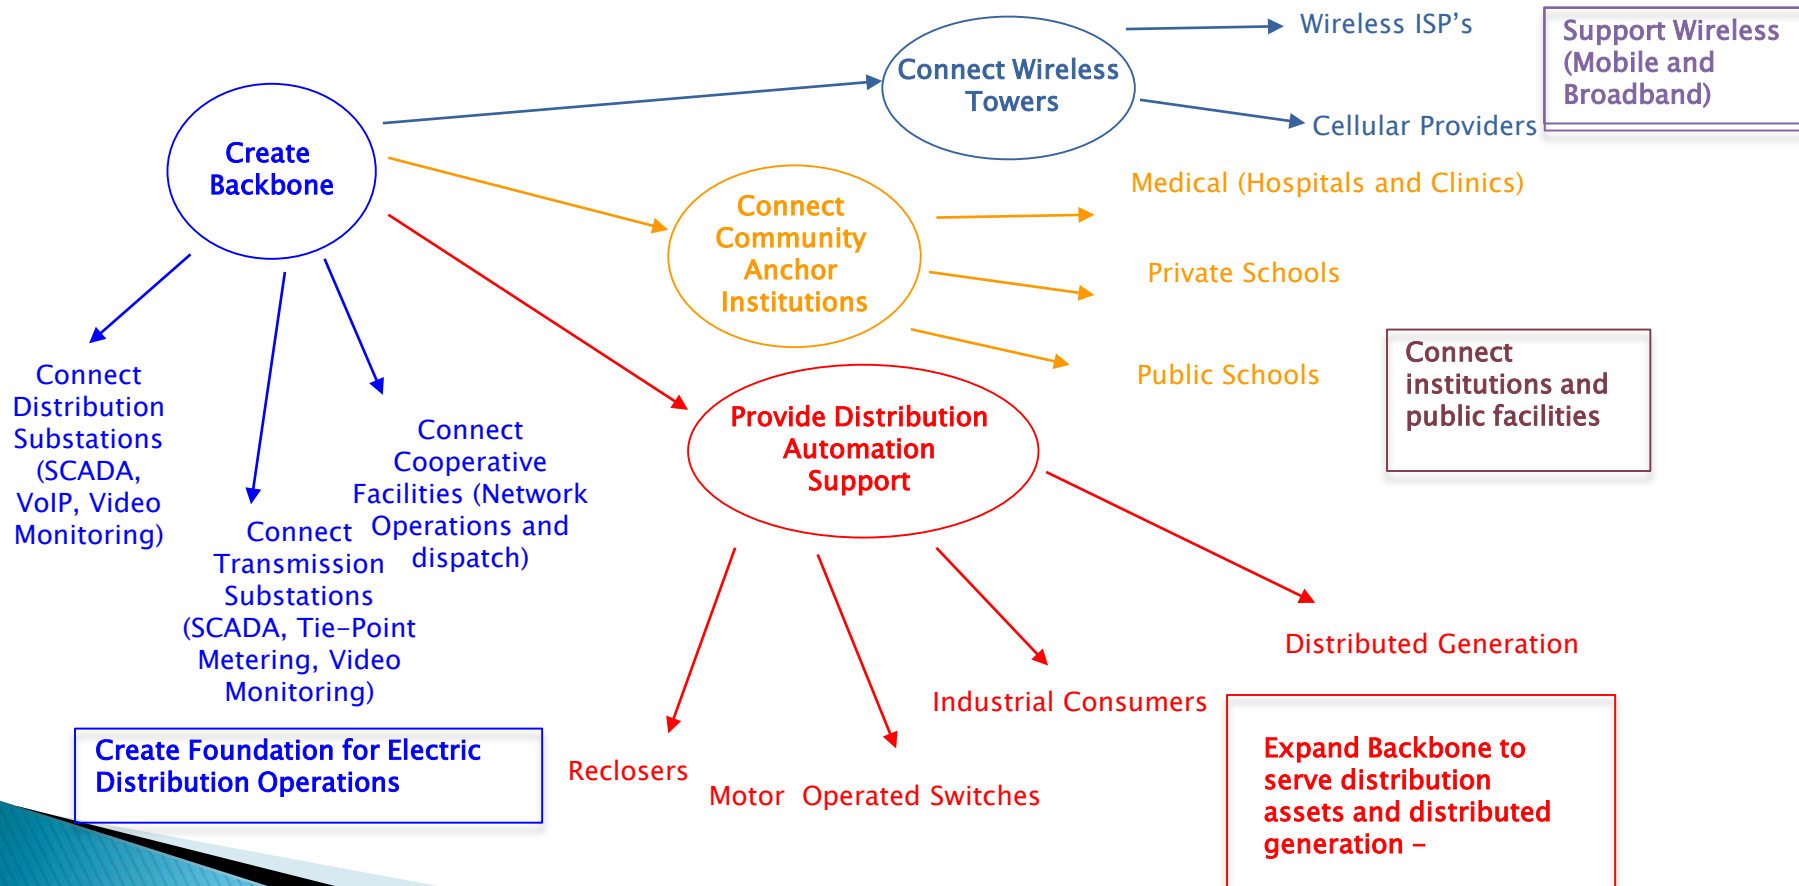 Wireless ISP’s
Support Wireless
(Mobile and
Broadband)
Connect Wireless
Towers
Cellular Providers
Create
Backbone
Medical (Hospitals and Clinics)
Connect
Community
Anchor
Institutions
Private Schools
Public Schools
Connect
institutions and
public facilities
Connect
Distribution
Substations
(SCADA,
VoIP, Video
Monitoring)
Connect
Transmission
Substations
(SCADA, Tie-Point
Metering, Video
Monitoring)
Connect
Cooperative
Facilities (Network
Operations and
dispatch)
Provide Distribution
Automation
Support
Distributed Generation
Industrial Consumers
Reclosers
Motor  Operated Switches
Create Foundation for Electric
Distribution Operations
Expand Backbone to
serve distribution
assets and distributed
generation –